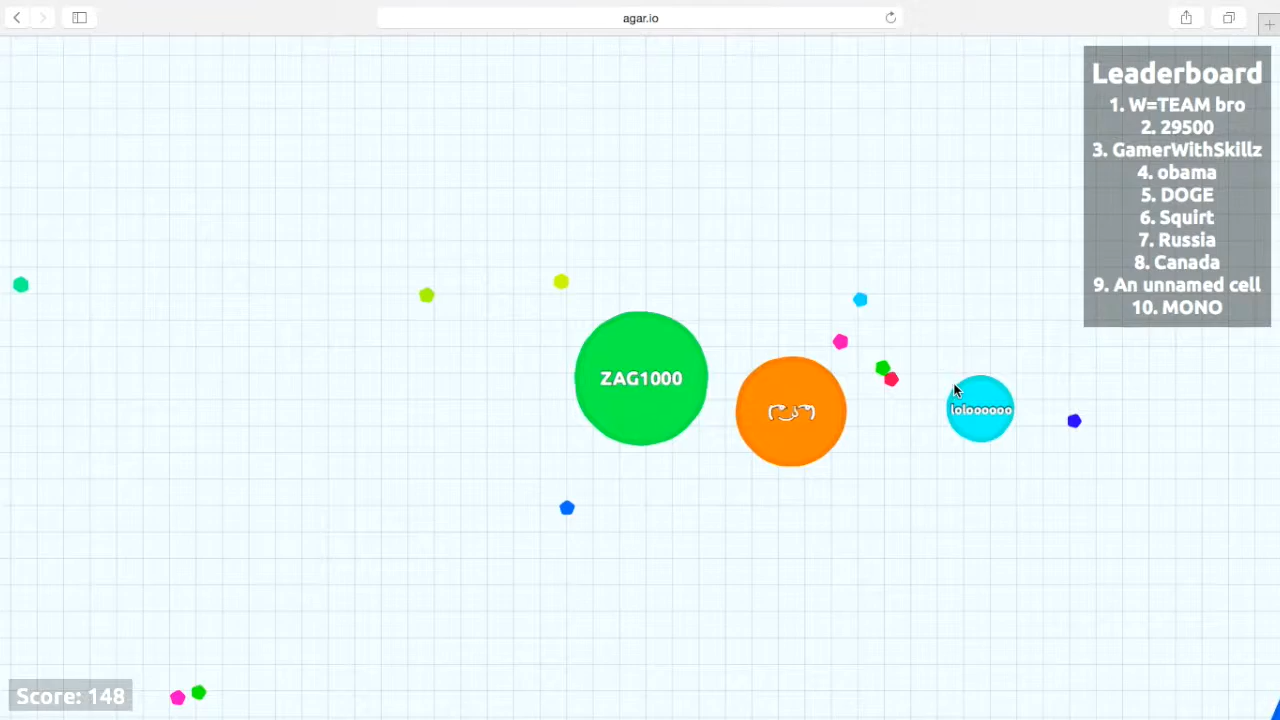 agar.io
Leaderboard
1. W=TEAM bro
2. 29500
3. GamerWithSkillz
4. obama
5. DOGE
6. Squirt
7. Russia
8. Canada
9. An unnamed cell
10. MONO
ZAG1000
loloooooo
Score: 148